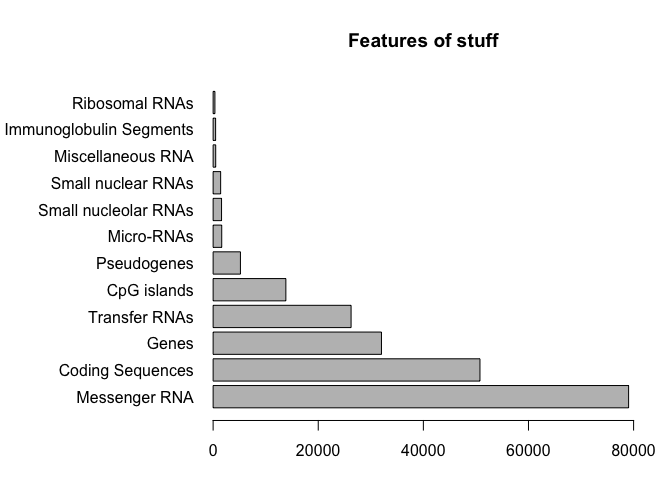 Features of stuff
Ribosomal RNAs
Immunoglobulin Segments
Miscellaneous RNA
Small nuclear RNAs
Small nucleolar RNAs
Micro-RNAs
Pseudogenes
CpG islands
Transfer RNAs
Genes
Coding Sequences
Messenger RNA
0 20000 40000 60000 80000